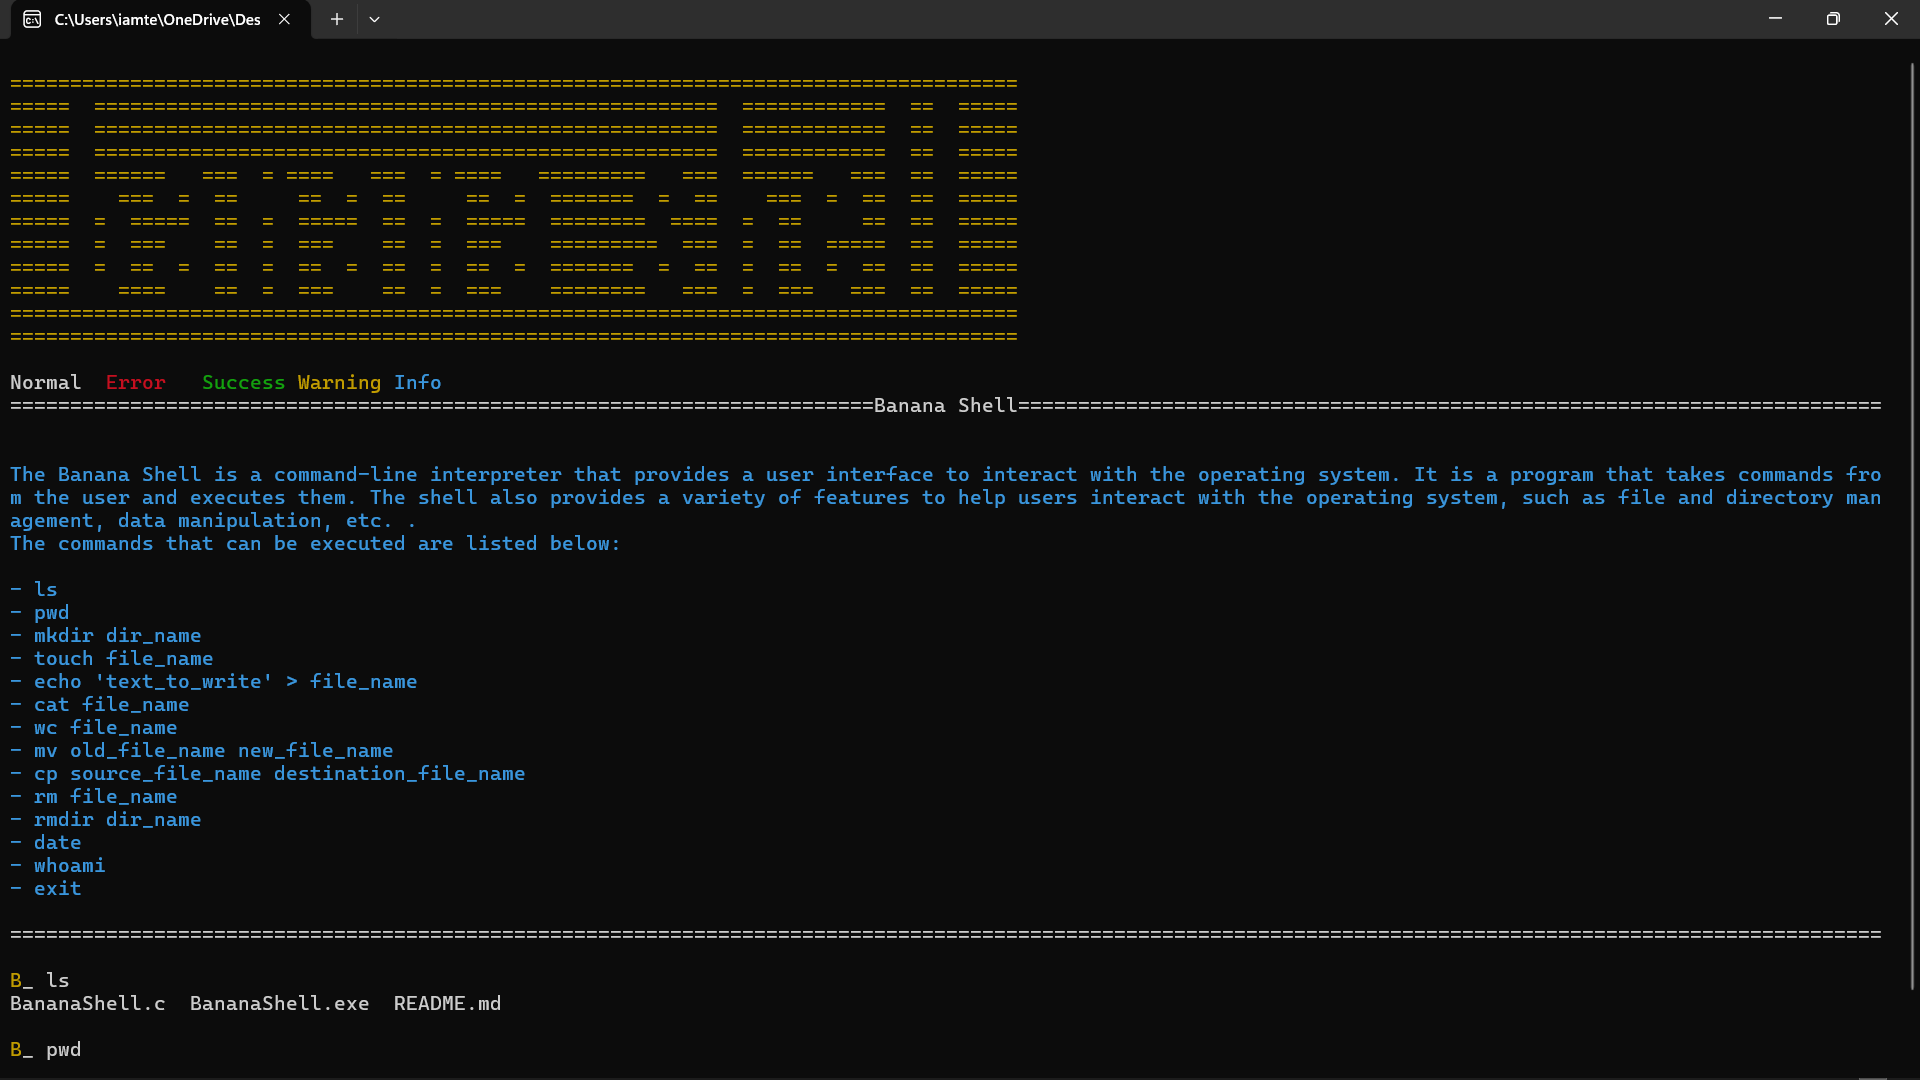 C:\Users\iamte\OneDrive\Des
banana shell
Normal Error Success Warning Info
========================================================================Banana Shell========================================================================
The Banana Shell is a command-line interpreter that provides a user interface to interact with the operating system. It is a program that takes commands fro
m the user and executes them. The shell also provides a variety of features to help users interact with the operating system, such as file and directory man
agement, data manipulation, etc. .
The commands that can be executed are listed below:
- ls
- pwd
- mkdir dir_name
- touch file_name
- echo 'text_to_write' > file_name
- cat file_name
- wc file_name
- mv old_file_name new_file_name
- cp source_file_name destination_file_name
- rm file_name
- rmdir dir_name
- date
- whoami
- exit
B_ ls
BananaShell.c BananaShell.exe README.md
B_ pwd